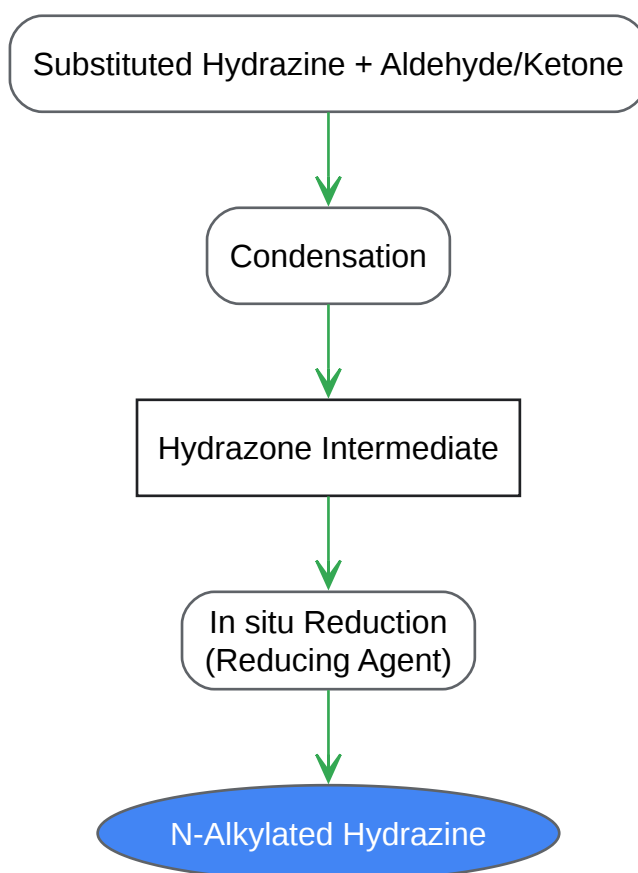 Substituted Hydrazine + Aldehyde/Ketone
Condensation
Hydrazone Intermediate
In situ Reduction
(Reducing Agent)
N-Alkylated Hydrazine